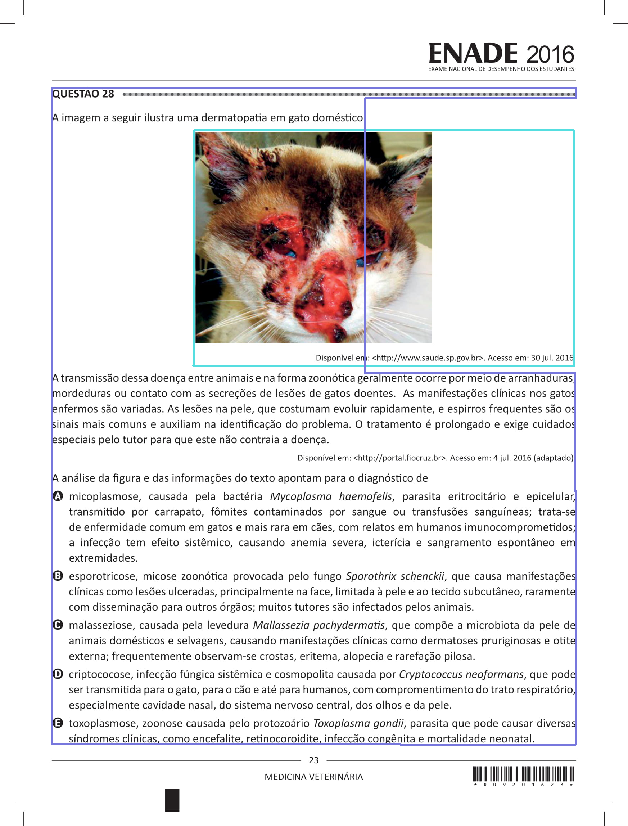 ENADE 2016
EXAME NACIONAL DE DESEMPENHO DOS ESTUDANTES
QUESTÃO 28
A imagem a seguir ilustra uma dermatopatia em gato doméstico.
Disponível em: <http://www.saude.sp.gov.br>. Acesso em: 30 jul. 2016
A transmissão dessa doença entre animais e na forma zoonótica geralmente ocorre por meio de arranhaduras,
mordeduras ou contato com as secreções de lesões de gatos doentes. As manifestações clínicas nos gatos
enfermos são variadas. As lesões na pele, que costumam evoluir rapidamente, e espirros frequentes são os
sinais mais comuns e auxiliam na identificação do problema. O tratamento é prolongado e exige cuidados
especiais pelo tutor para que este não contraia a doença.
Disponível em: <http://portal.fiocruz.br>. Acesso em: 4 jul. 2016 (adaptado).
A análise da figura e das informações do texto apontam para o diagnóstico de
A micoplasmose, causada pela bactéria Mycoplasma haemofelis, parasita eritrocitário e epicelular,
transmitido por carrapato, fômites contaminados por sangue ou transfusões sanguíneas; trata-se
de enfermidade comum em gatos e mais rara em cães, com relatos em humanos imunocomprometidos;
a infecção tem efeito sistêmico, causando anemia severa, icterícia e sangramento espontâneo em
extremidades.
B esporotricose, micose zoonótica provocada pelo fungo Sporothrix schenckii, que causa manifestações
clínicas como lesões ulceradas, principalmente na face, limitada à pele e ao tecido subcutâneo, raramente
com disseminação para outros órgãos; muitos tutores são infectados pelos animais.
C malasseziose, causada pela levedura Mallassezia pachydermatis, que compõe a microbiota da pele de
animais domésticos e selvagens, causando manifestações clínicas como dermatoses pruriginosas e otite
externa; frequentemente observam-se crostas, eritema, alopecia e rarefação pilosa.
D criptococose, infecção fúngica sistêmica e cosmopolita causada por Cryptococcus neoformans, que pode
ser transmitida para o gato, para o cão e até para humanos, com comprometimento do trato respiratório,
especialmente cavidade nasal, do sistema nervoso central, dos olhos e da pele.
E toxoplasmose, zoonose causada pelo protozoário Toxoplasma gondii, parasita que pode causar diversas
síndromes clínicas, como encefalite, retinocoroidite, infecção congênita e mortalidade neonatal.
23
MEDICINA VETERINÁRIA